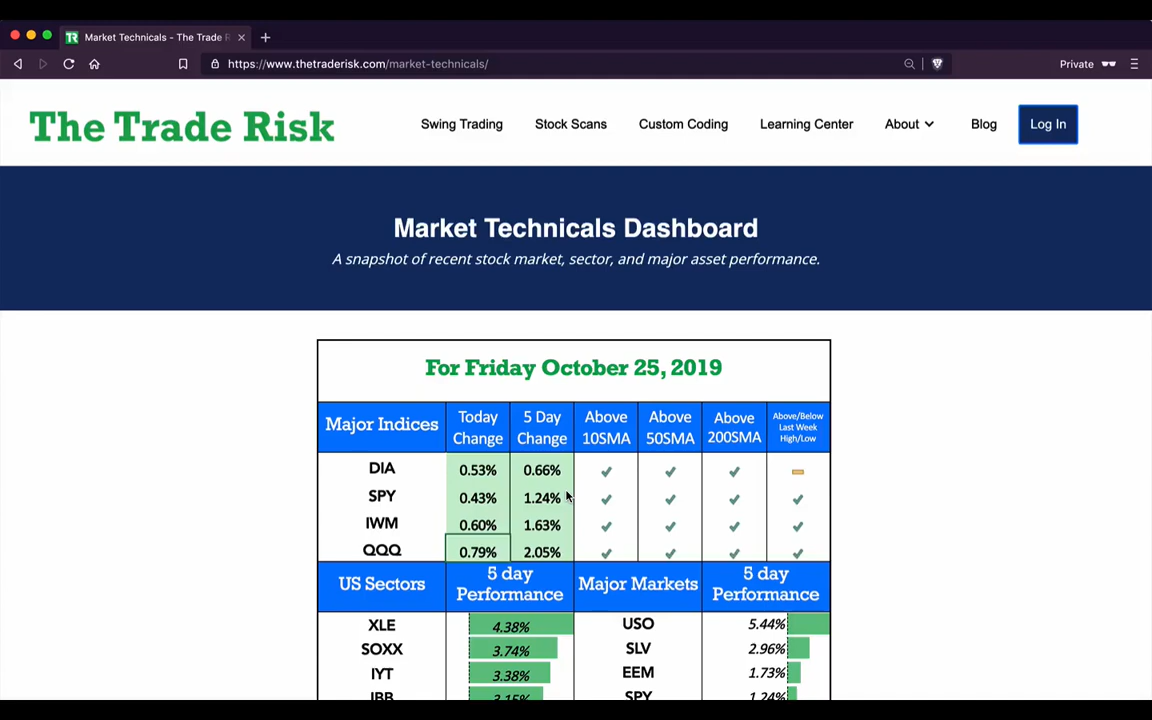 Market Technicals - The Trade R
https://www.thetraderisk.com/market-technicals/
Private
The Trade Risk
Swing Trading
Stock Scans
Custom Coding
Learning Center
About
Blog
Log In
Market Technicals Dashboard
A snapshot of recent stock market, sector, and major asset performance.
For Friday October 25, 2019
Major Indices
Today
Change
5 Day
Change
Above
10SMA
Above
50SMA
Above
200SMA
Above/Below
Last Week
High/Low
DIA 0.53% 0.66%
SPY 0.43% 1.24%
IWM 0.60% 1.63%
QQQ 0.79% 2.05%
US Sectors
5 day
Performance
Major Markets
5 day
Performance
XLE 4.38% USO 5.44%
SOXX 3.74% SLV 2.96%
IYT 3.38% EEM 1.73%
IBB 3.15% SPY 1.24%